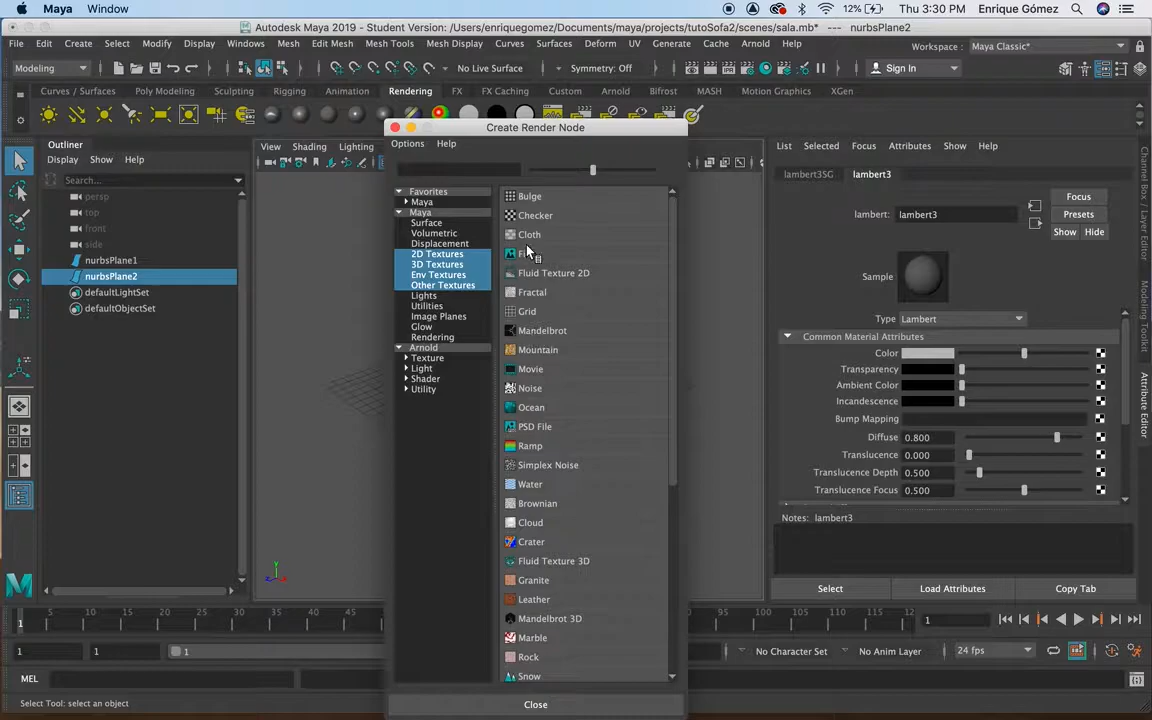 Maya Window 12% Thu 3:30 PM Enrique Gómez
Autodesk Maya 2019 - Student Version: /Users/enriquegomez/Documents/maya/projects/tutoSofa2/scenes/sala.mb* --- nurbsPlane2
File Edit Create Select Modify Display Windows Mesh Edit Mesh Mesh Tools Mesh Display Curves Surfaces Deform UV Generate Cache Arnold Help Workspace : Maya Classic*
Modeling No Live Surface Symmetry: Off Sign In
Curves / Surfaces Poly Modeling Sculpting Rigging Animation Rendering FX FX Caching Custom Arnold Bifrost MASH Motion Graphics XGen
Create Render Node
Options Help
Outliner
Display Show Help
Search...
persp
top
front
side
nurbsPlane1
nurbsPlane2
defaultLightSet
defaultObjectSet
View Shading Lighting
Favorites
Maya
Maya
Surface
Volumetric
Displacement
2D Textures
3D Textures
Env Textures
Other Textures
Lights
Utilities
Image Planes
Glow
Rendering
Arnold
Texture
Light
Shader
Utility
Bulge
Checker
Cloth
Fluid Texture 2D
Fractal
Grid
Mandelbrot
Mountain
Movie
Noise
Ocean
PSD File
Ramp
Simplex Noise
Water
Brownian
Cloud
Crater
Fluid Texture 3D
Granite
Leather
Mandelbrot 3D
Marble
Rock
Snow
Close
List Selected Focus Attributes Show Help
lambert3SG lambert3
lambert: lambert3
Focus
Presets
Show Hide
Sample
Type Lambert
Common Material Attributes
Color
Transparency
Ambient Color
Incandescence
Bump Mapping
Diffuse 0.800
Translucence 0.000
Translucence Depth 0.500
Translucence Focus 0.500
Notes: lambert3
Select Load Attributes Copy Tab
Channel Box / Layer Editor
Modeling Toolkit
Attribute Editor
5 10 15 20 25 30 35 40 45 95 100 105 110 115 12
1 1
1 1 1 No Character Set No Anim Layer 24 fps
MEL
Select Tool: select an object